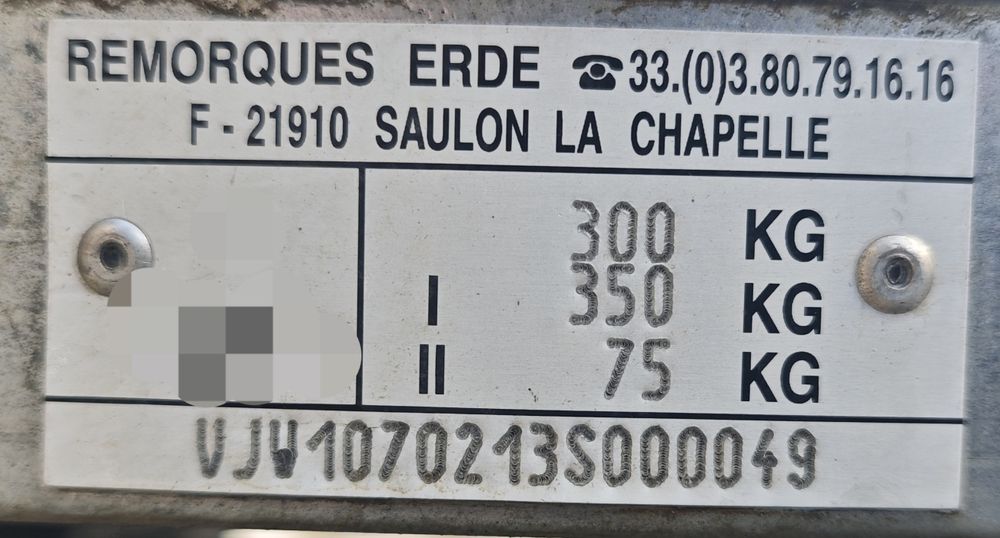 REMORQUES ERDE ☎33.(0)3.80.79.16.16
F - 21910 SAULON LA CHAPELLE
300 KG
I 350 KG
II 75 KG
VJW1070213S000049